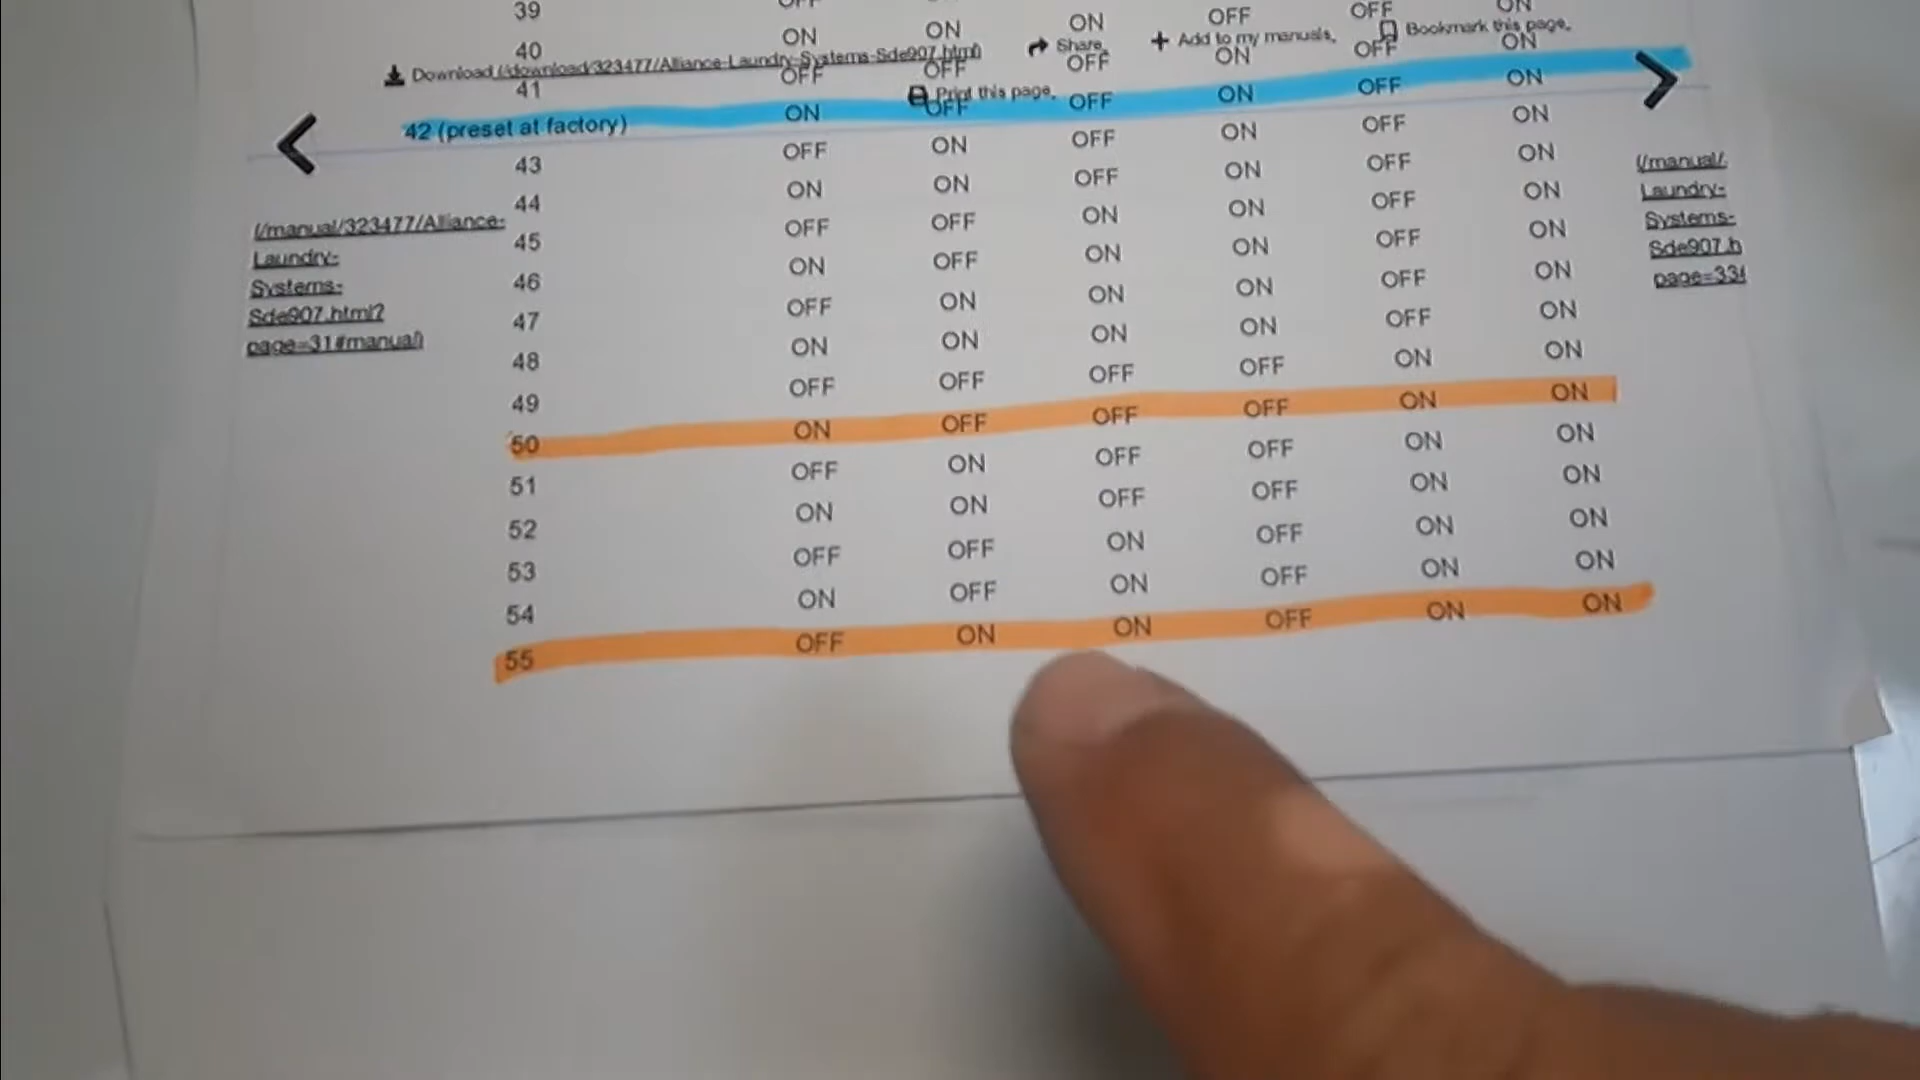 39 OFF
40 ON ON ON OFF OFF ON
Download (/download/323477/Alliance-Laundry-Systems-Sde907.html)
Share.
Add to my manuals.
Bookmark this page.
41 OFF OFF OFF ON OFF ON
Print this page.
42 (preset at factory) ON OFF OFF ON OFF ON
43 OFF ON OFF ON OFF ON
44 ON ON OFF ON OFF ON
45 OFF OFF ON ON OFF ON
46 ON OFF ON ON OFF ON
47 OFF ON ON ON OFF ON
48 ON ON ON ON OFF ON
49 OFF OFF OFF OFF ON ON
50 ON OFF OFF OFF ON ON
51 OFF ON OFF OFF ON ON
52 ON ON OFF OFF ON ON
53 OFF OFF ON OFF ON ON
54 ON OFF ON OFF ON ON
55 OFF ON ON OFF ON ON
(/manual/323477/Alliance-
Laundry-
Systems-
Sde907.html?
page=31#manual)
(/manual/
Laundry-
Systems-
Sde907.h
page=33#